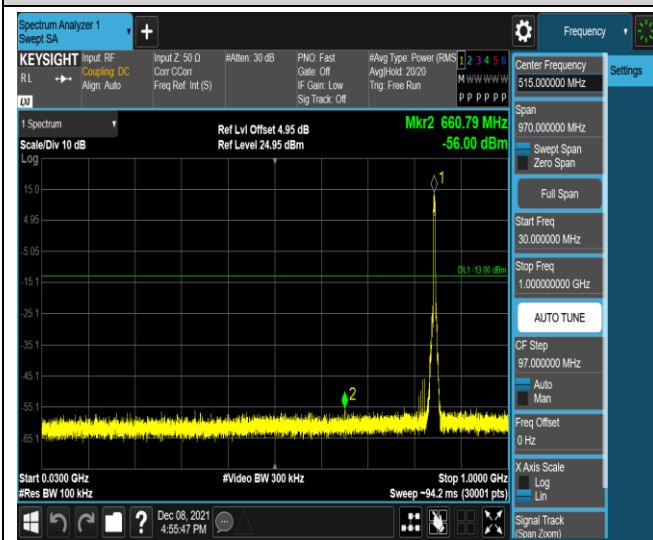 Spectrum Analyzer 1
Swept SA
+
Frequency
KEYSIGHT
RL
LXI
Input: RF
Coupling: DC
Align: Auto
Input Z: 50 Ω
Corr CCorr
Freq Ref: Int (S)
#Atten: 30 dB
PNO: Fast
Gate: Off
IF Gain: Low
Sig Track: Off
#Avg Type: Power (RMS
Avg|Hold: 20/20
Trig: Free Run
1 2 3 4 5 6
M W W W W W
P P P P P P
1 Spectrum
Scale/Div 10 dB
Ref Lvl Offset 4.95 dB
Ref Level 24.95 dBm
Mkr2 660.79 MHz
-56.00 dBm
Log
15.0
4.95
-5.05
-15.1
-25.1
-35.1
-45.1
-55.1
-65.1
1
DL1 -13.00 dBm
2
Start 0.0300 GHz
#Res BW 100 kHz
#Video BW 300 kHz
Stop 1.0000 GHz
Sweep ~94.2 ms (30001 pts)
?
Dec 08, 2021
4:55:47 PM
Center Frequency
515.000000 MHz
Settings
Span
970.000000 MHz
Swept Span
Zero Span
Full Span
Start Freq
30.000000 MHz
Stop Freq
1.000000000 GHz
AUTO TUNE
CF Step
97.000000 MHz
Auto
Man
Freq Offset
0 Hz
X Axis Scale
Log
Lin
Signal Track
(Span Zoom)